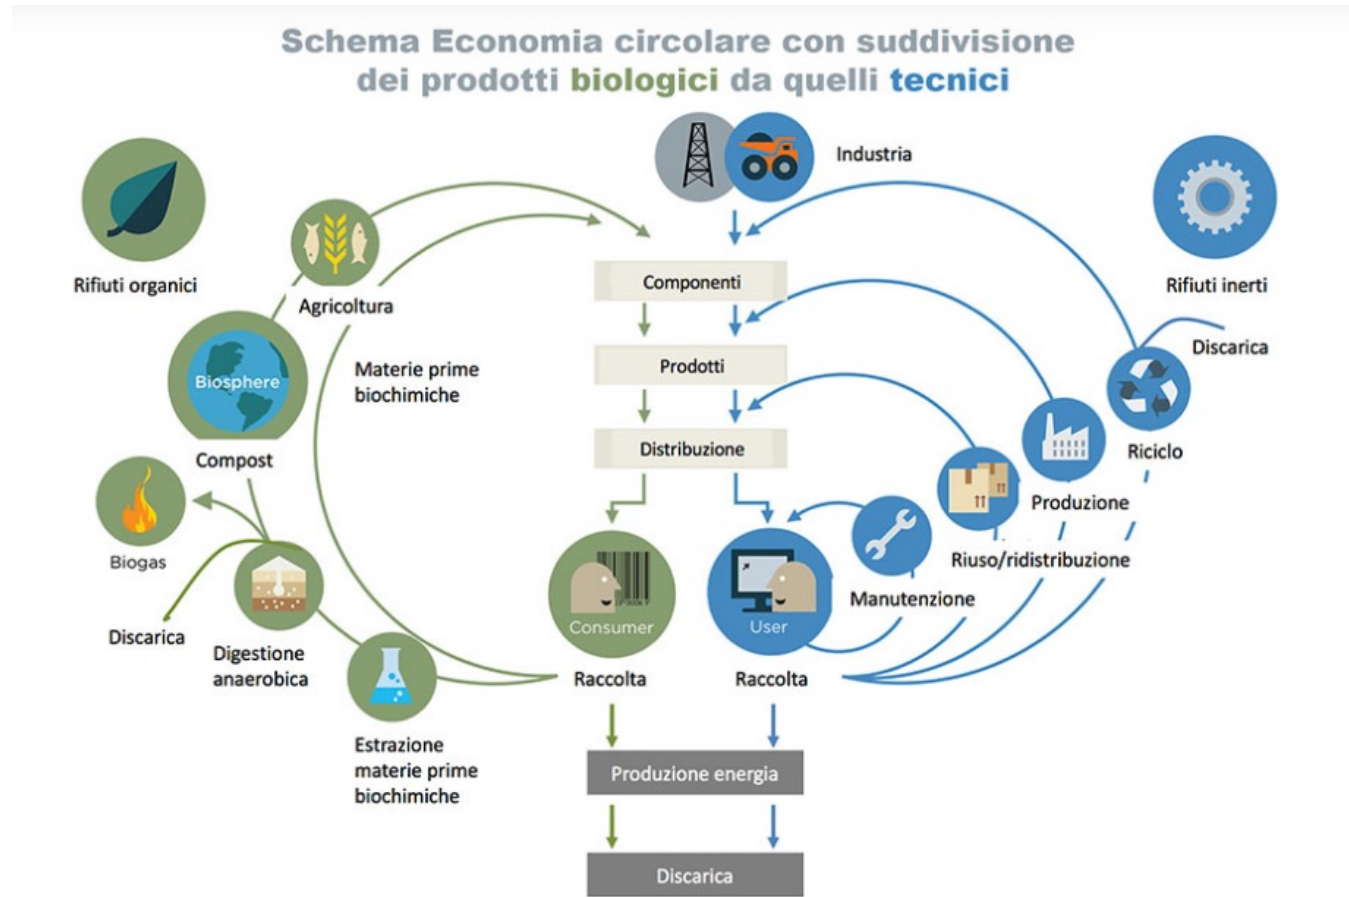 Schema Economia circolare con suddivisione
dei prodotti biologici da quelli tecnici
Industria
Rifiuti organici
Agricoltura
Componenti
Rifiuti inerti
Discarica
Materie prime
biochimiche
Prodotti
Biosphere
Compost
Distribuzione
Riciclo
Produzione
Riuso/ridistribuzione
Biogas
Manutenzione
Consumer
User
Discarica
Digestione
anaerobica
Raccolta
Raccolta
Estrazione
materie prime
biochimiche
Produzione energia
Discarica